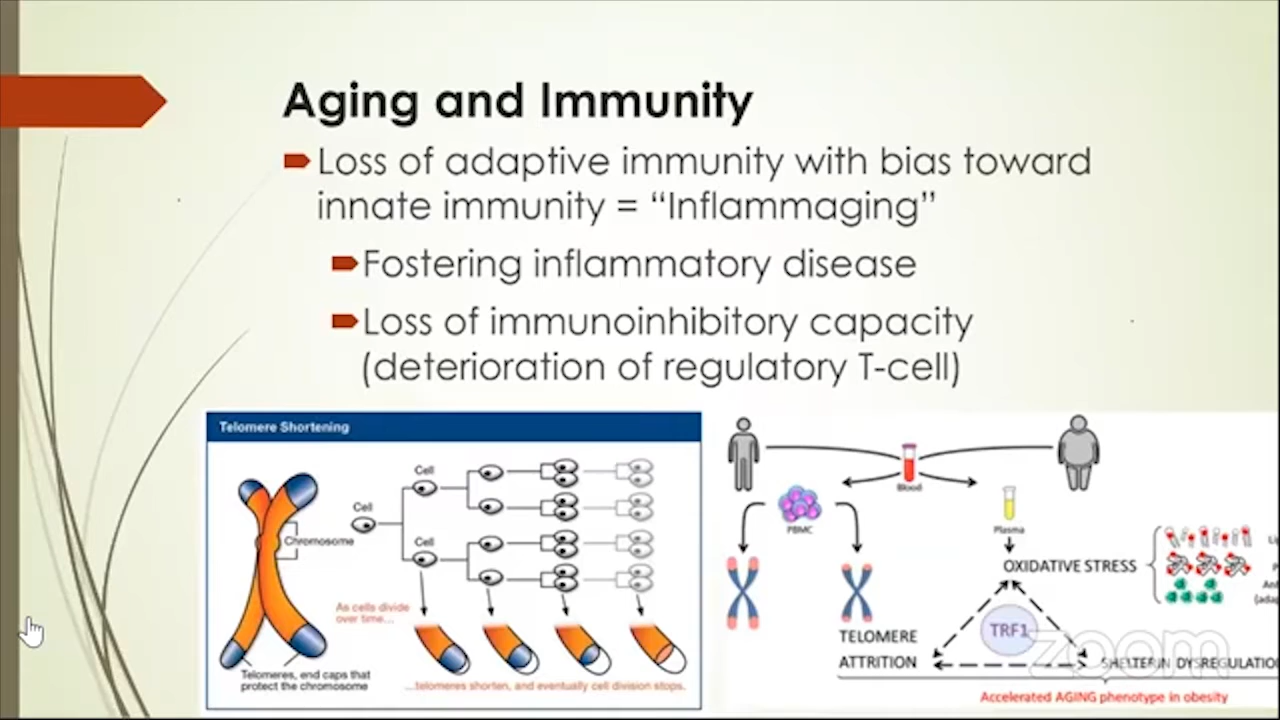 Aging and Immunity
Loss of adaptive immunity with bias toward
innate immunity = “Inflammaging”
Fostering inflammatory disease
Loss of immunoinhibitory capacity
(deterioration of regulatory T-cell)
Telomere Shortening
Cell
Cell
Cell
Chromosome
As cells divide
over time...
Telomeres, end caps that
protect the chromosome
...telomeres shorten, and eventually cell division stops.
Blood
PBMC
Plasma
OXIDATIVE STRESS
TRF1
TELOMERE
ATTRITION
SHELTERIN DYSREGULATIO
Accelerated AGING phenotype in obesity
zoom